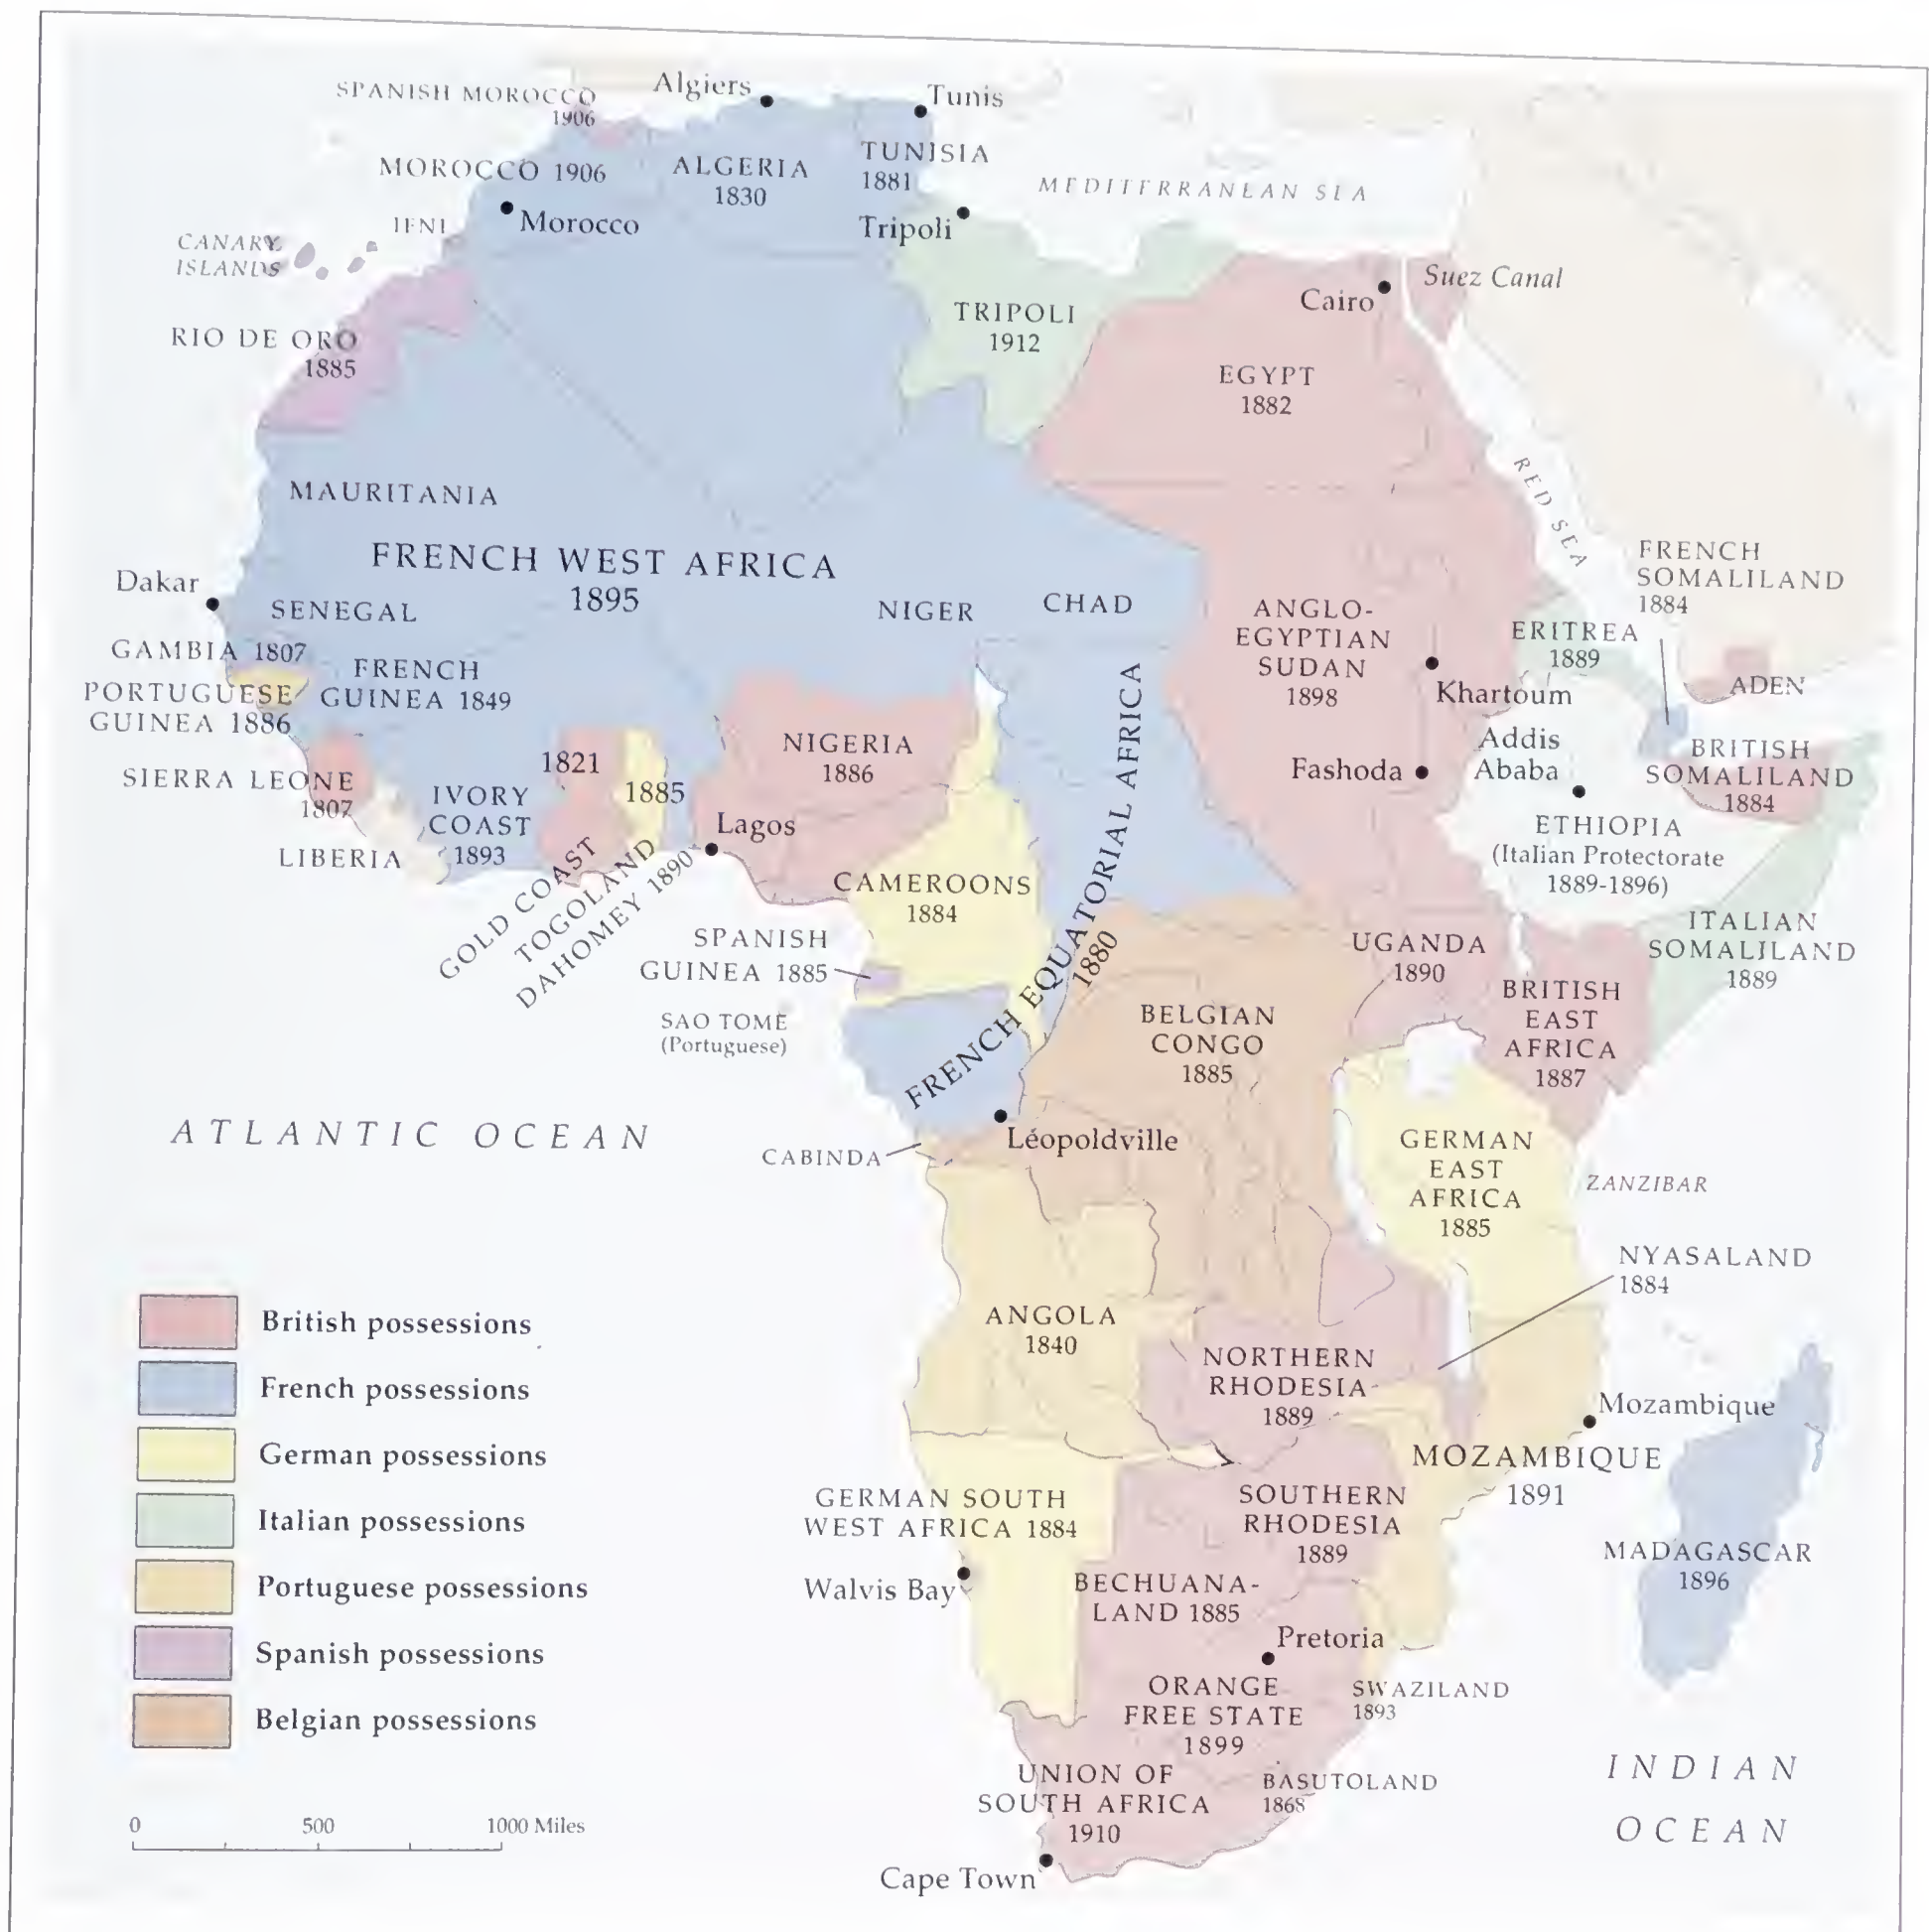 SPANISH MOROCCO
1906
Algiers
Tunis
MOROCCO 1906
ALGERIA
1830
TUNISIA
1881
MEDITERRANEAN SEA
Morocco
IFNI
Tripoli
CANARY
ISLANDS
Suez Canal
Cairo
TRIPOLI
1912
RIO DE ORO
1885
EGYPT
1882
RED SEA
MAURITANIA
FRENCH WEST AFRICA
1895
Dakar
SENEGAL
NIGER
CHAD
ANGLO-
EGYPTIAN
SUDAN
1898
FRENCH
SOMALILAND
1884
ERITREA
1889
GAMBIA 1807
FRENCH
GUINEA 1849
PORTUGUESE
GUINEA 1886
Khartoum
ADEN
Addis
Ababa
Fashoda
BRITISH
SOMALILAND
1884
NIGERIA
1886
1821
1885
SIERRA LEONE
1807
IVORY
COAST
1893
Lagos
LIBERIA
GOLD COAST
TOGOLAND
DAHOMEY 1890
ETHIOPIA
(Italian Protectorate
1889-1896)
CAMEROONS
1884
FRENCH EQUATORIAL AFRICA
1880
SPANISH
GUINEA 1885
UGANDA
1890
ITALIAN
SOMALILAND
1889
BRITISH
EAST
AFRICA
1887
SAO TOME
(Portuguese)
BELGIAN
CONGO
1885
ATLANTIC OCEAN
CABINDA
Léopoldville
GERMAN
EAST
AFRICA
1885
ZANZIBAR
NYASALAND
1884
ANGOLA
1840
NORTHERN
RHODESIA
1889
Mozambique
MOZAMBIQUE
1891
GERMAN SOUTH
WEST AFRICA 1884
SOUTHERN
RHODESIA
1889
MADAGASCAR
1896
Walvis Bay
BECHUANA-
LAND 1885
Pretoria
ORANGE
FREE STATE
1899
SWAZILAND
1893
UNION OF
SOUTH AFRICA
1910
BASUTOLAND
1868
Cape Town
INDIAN
OCEAN
British possessions
French possessions
German possessions
Italian possessions
Portuguese possessions
Spanish possessions
Belgian possessions
0 500 1000 Miles